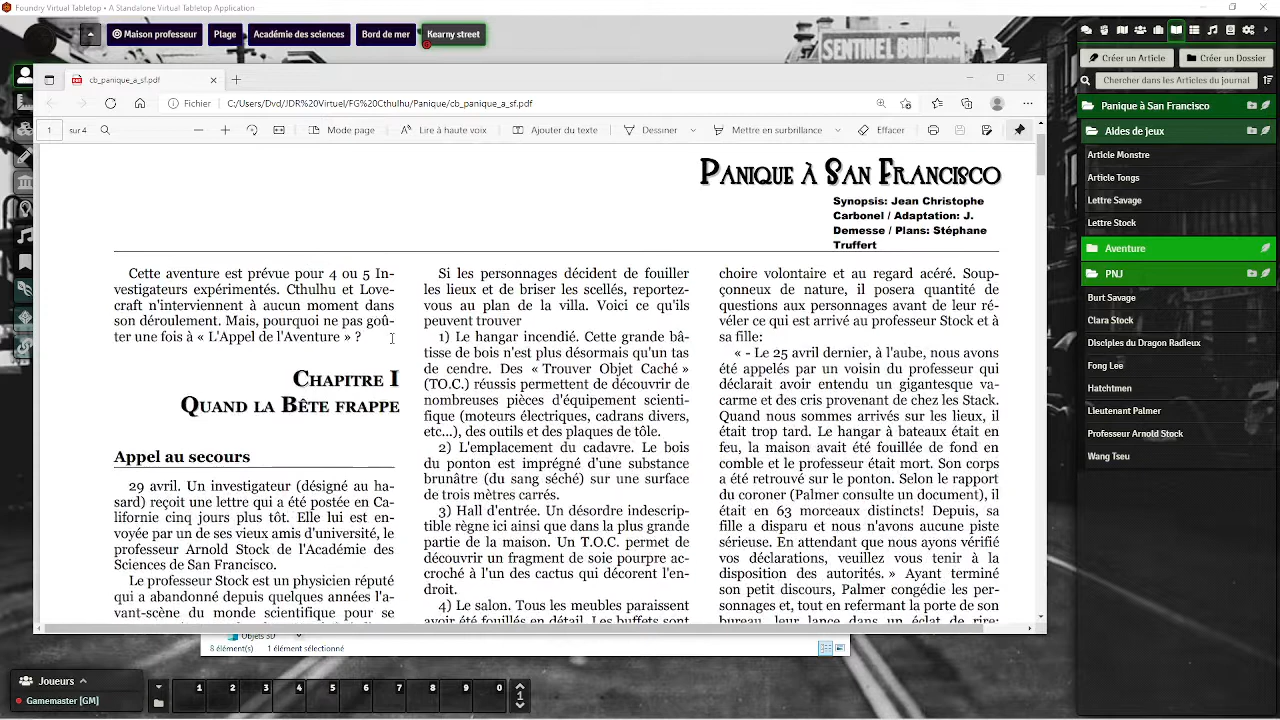 Foundry Virtual Tabletop • A Standalone Virtual Tabletop Application
Maison professeur
Plage
Académie des sciences
Bord de mer
Kearny street
SENTINEL BUILDING
cb_panique_a_sf.pdf
Fichier
C:/Users/Dvd//JDR%20Virtuel/FG%20Cthulhu/Panique/cb_panique_a_sf.pdf
1 sur 4
Mode page
Lire à haute voix
Ajouter du texte
Dessiner
Mettre en surbrillance
Effacer
Panique à San Francisco
Synopsis: Jean Christophe
Carbonel / Adaptation: J.
Demesse / Plans: Stéphane
Truffert
Cette aventure est prévue pour 4 ou 5 In-
vestigateurs expérimentés. Cthulhu et Love-
craft n'interviennent à aucun moment dans
son déroulement. Mais, pourquoi ne pas goû-
ter une fois à « L'Appel de l'Aventure » ?
Chapitre I
Quand la Bête frappe
Appel au secours
29 avril. Un investigateur (désigné au ha-
sard) reçoit une lettre qui a été postée en Ca-
lifornie cinq jours plus tôt. Elle lui est en-
voyée par un de ses vieux amis d'université, le
professeur Arnold Stock de l'Académie des
Sciences de San Francisco.
Le professeur Stock est un physicien réputé
qui a abandonné depuis quelques années l'a-
vant-scène du monde scientifique pour se
Si les personnages décident de fouiller
les lieux et de briser les scellés, reportez-
vous au plan de la villa. Voici ce qu'ils
peuvent trouver
1) Le hangar incendié. Cette grande bâ-
tisse de bois n'est plus désormais qu'un tas
de cendre. Des « Trouver Objet Caché »
(TO.C.) réussis permettent de découvrir de
nombreuses pièces d'équipement scienti-
fique (moteurs électriques, cadrans divers,
etc...), des outils et des plaques de tôle.
2) L'emplacement du cadavre. Le bois
du ponton est imprégné d'une substance
brunâtre (du sang séché) sur une surface
de trois mètres carrés.
3) Hall d'entrée. Un désordre indescrip-
tible règne ici ainsi que dans la plus grande
partie de la maison. Un T.O.C. permet de
découvrir un fragment de soie pourpre ac-
croché à l'un des cactus qui décorent l'en-
droit.
4) Le salon. Tous les meubles paraissent
avoir été fouillés en détail. Les buffets sont
choire volontaire et au regard acéré. Soup-
çonneux de nature, il posera quantité de
questions aux personnages avant de leur ré-
véler ce qui est arrivé au professeur Stock et à
sa fille:
« - Le 25 avril dernier, à l'aube, nous avons
été appelés par un voisin du professeur qui
déclarait avoir entendu un gigantesque va-
carme et des cris provenant de chez les Stack.
Quand nous sommes arrivés sur les lieux, il
était trop tard. Le hangar à bateaux était en
feu, la maison avait été fouillée de fond en
comble et le professeur était mort. Son corps
a été retrouvé sur le ponton. Selon le rapport
du coroner (Palmer consulte un document), il
était en 63 morceaux distincts! Depuis, sa
fille a disparu et nous n'avons aucune piste
sérieuse. En attendant que nous ayons vérifié
vos déclarations, veuillez vous tenir à la
disposition des autorités. » Ayant terminé
son petit discours, Palmer congédie les per-
sonnages et, tout en refermant la porte de son
bureau, leur lance dans un éclat de rire:
Objets 3D
8 élément(s)
1 élément sélectionné
Joueurs
Gamemaster [GM]
1 2 3 4 5 6 7 8 9 0
1
Créer un Article
Créer un Dossier
Chercher dans les Articles du journal
Panique à San Francisco
Aides de jeux
Article Monstre
Article Tongs
Lettre Savage
Lettre Stock
Aventure
PNJ
Burt Savage
Clara Stock
Disciples du Dragon Radieux
Fong Lee
Hatchtmen
Lieutenant Palmer
Professeur Arnold Stock
Wang Tseu